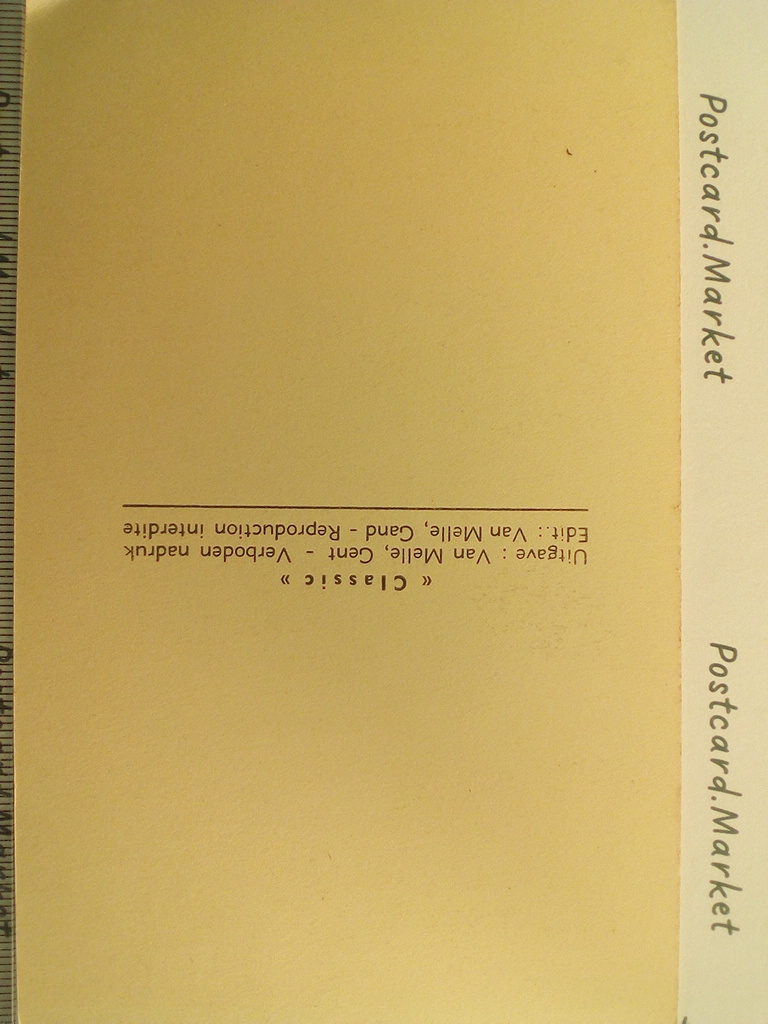 « Classic »
Uitgave : Van Melle, Gent - Verboden nadruk
Edit.: Van Melle, Gand - Reproduction interdite
Postcard.Market
Postcard.Market